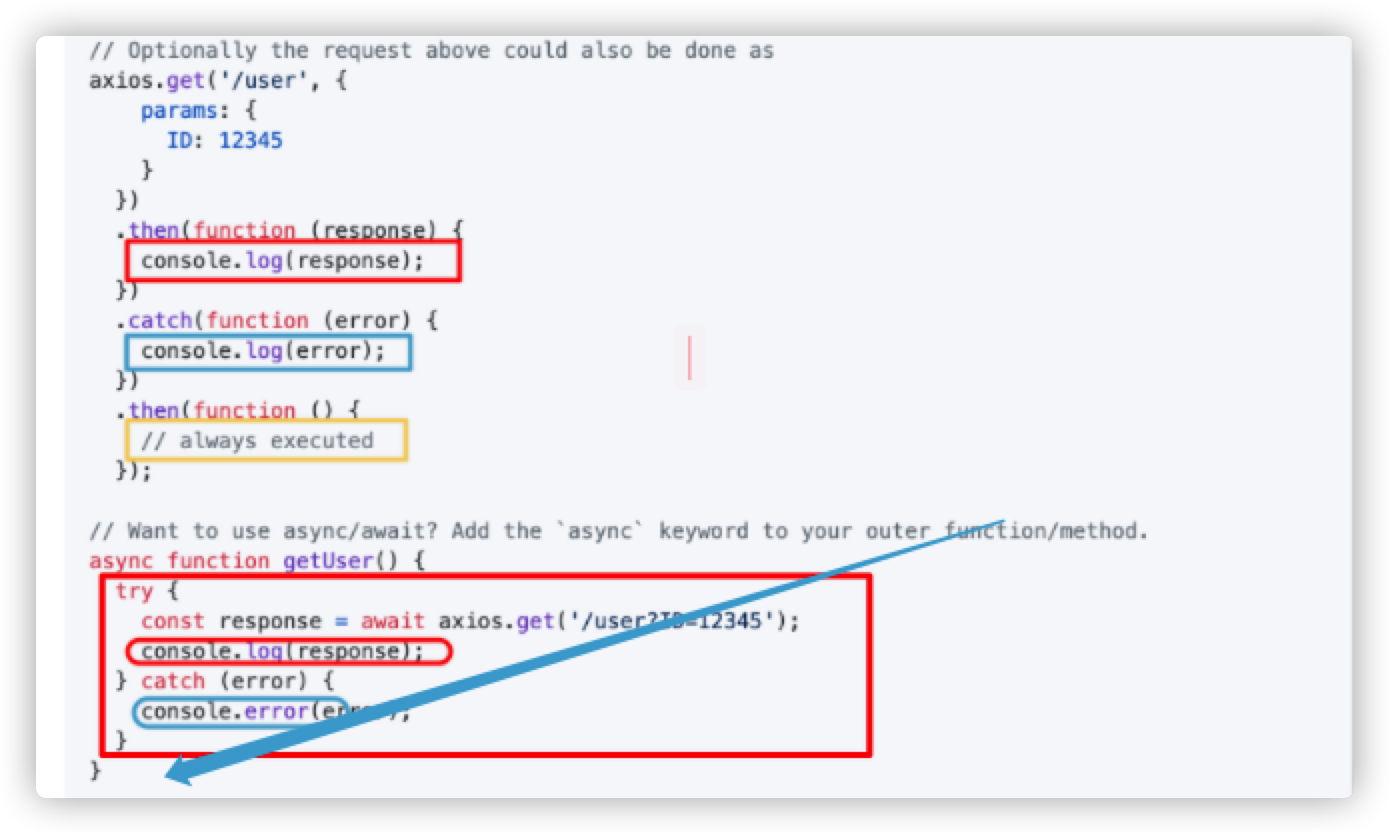 // Optionally the request above could also be done as
axios.get('/user', {
    params: {
      ID: 12345
    }
  })
  .then(function (response) {
    console.log(response);
  })
  .catch(function (error) {
    console.log(error);
  })
  .then(function () {
    // always executed
  });

// Want to use async/await? Add the `async` keyword to your outer function/method.
async function getUser() {
  try {
    const response = await axios.get('/user?ID=12345');
    console.log(response);
  } catch (error) {
    console.error(error);
  }
}